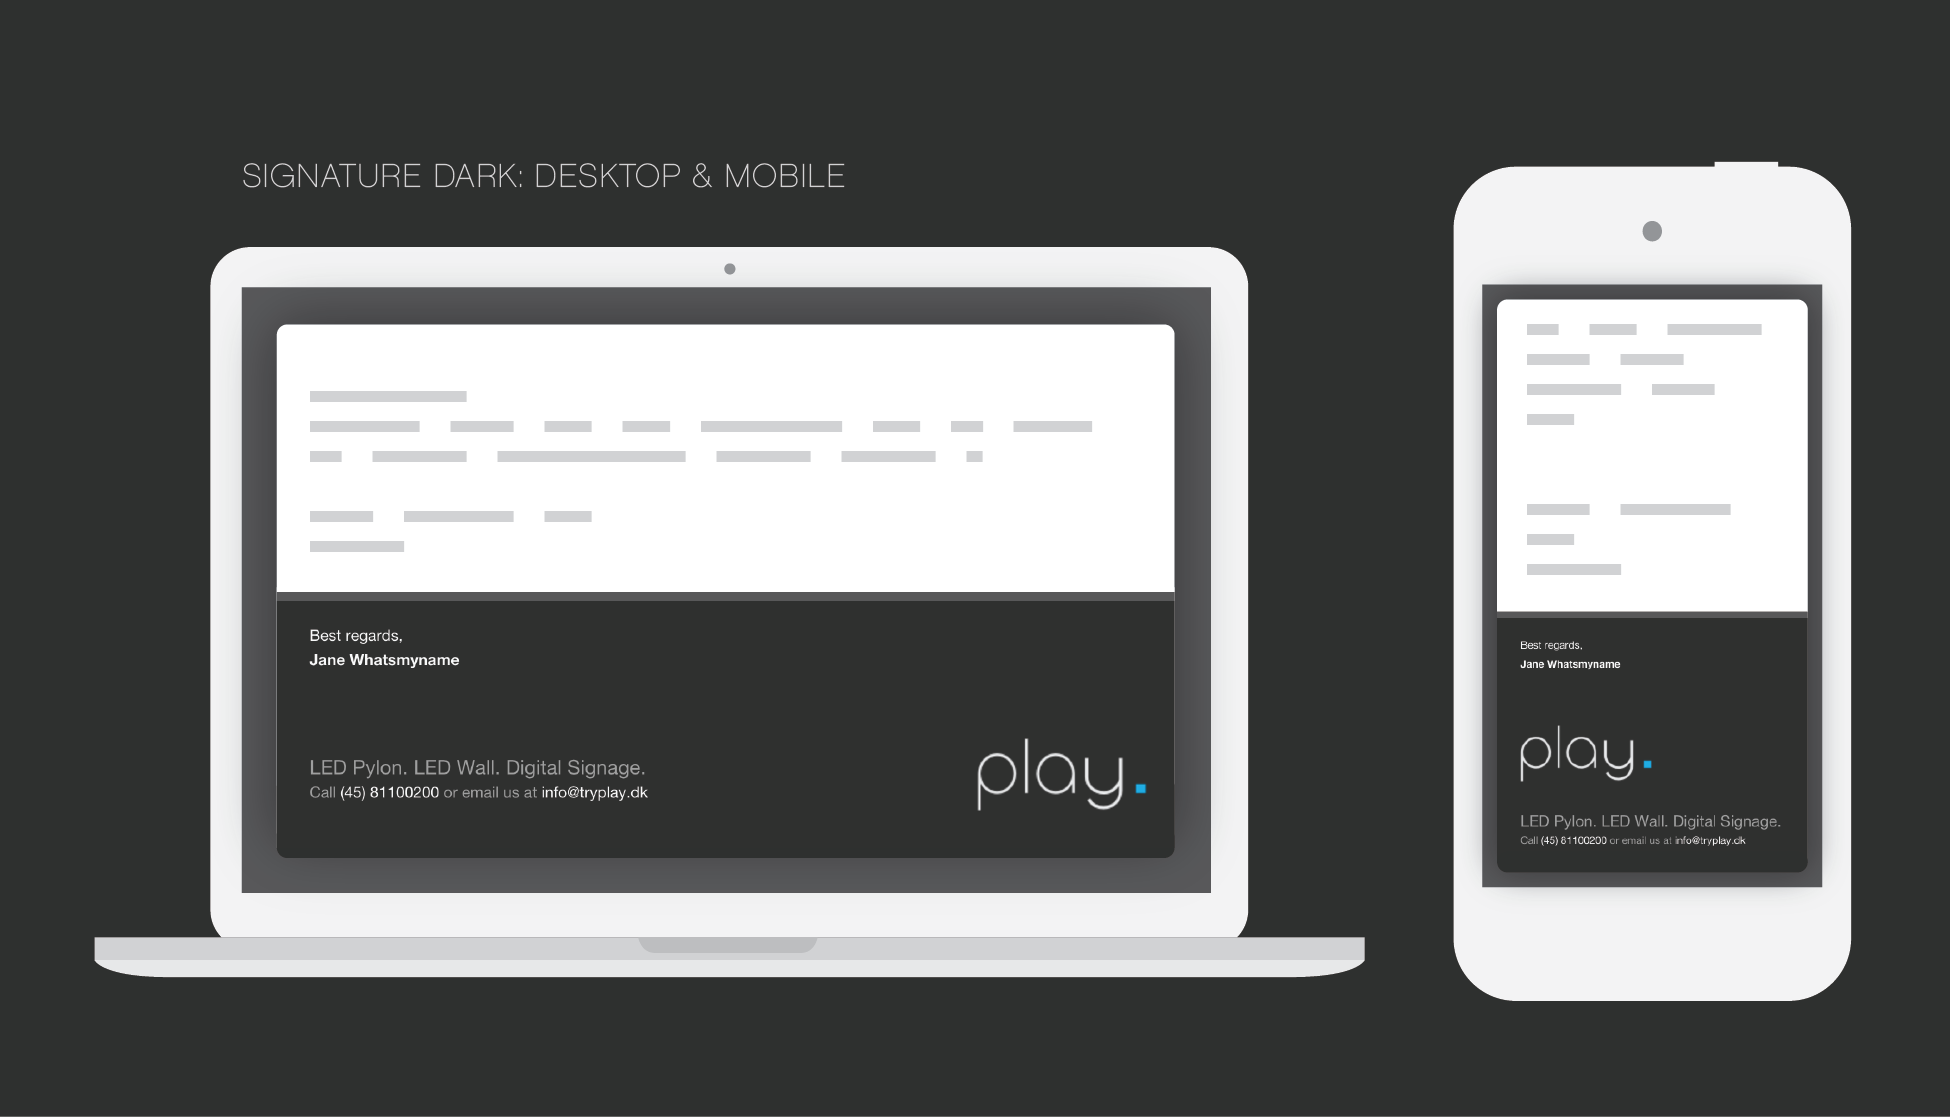 SIGNATURE DARK: DESKTOP & MOBILE
Best regards,
Jane Whatsmyname
LED Pylon. LED Wall. Digital Signage.
Call (45) 81100200 or email us at info@tryplay.dk
play.
Best regards,
Jane Whatsmyname
play.
LED Pylon. LED Wall. Digital Signage.
Call (45) 81100200 or email us at info@tryplay.dk